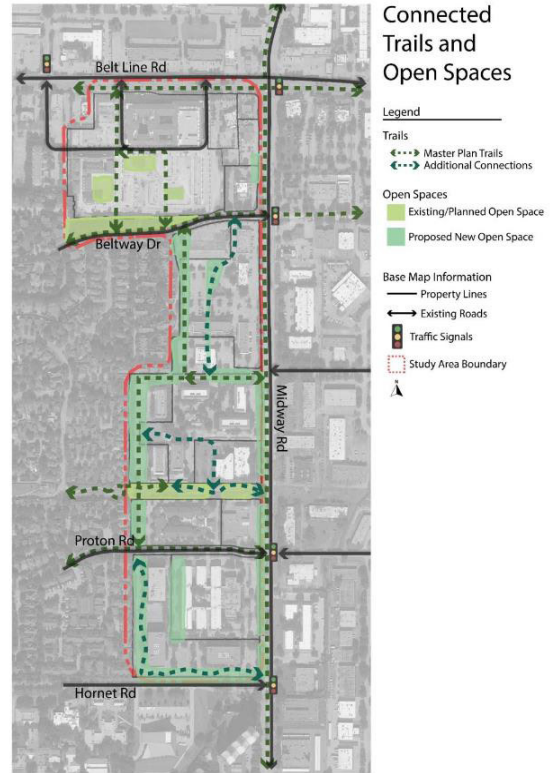 Connected
Trails and
Open Spaces
Legend
Trails
Master Plan Trails
Additional Connections
Open Spaces
Existing/Planned Open Space
Proposed New Open Space
Base Map Information
Property Lines
Existing Roads
Traffic Signals
Study Area Boundary
N
Belt Line Rd
Beltway Dr
Midway Rd
Proton Rd
Hornet Rd